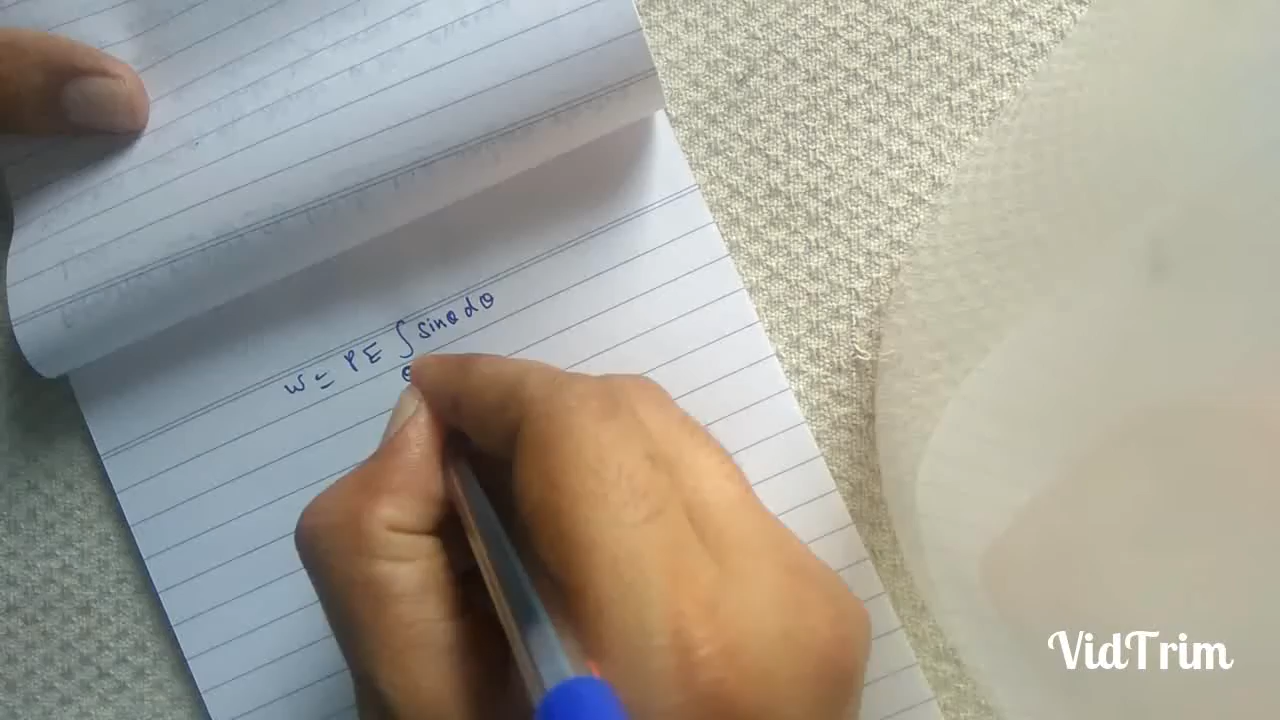 W = PE ∫ sinθ dθ
θ
VidTrim